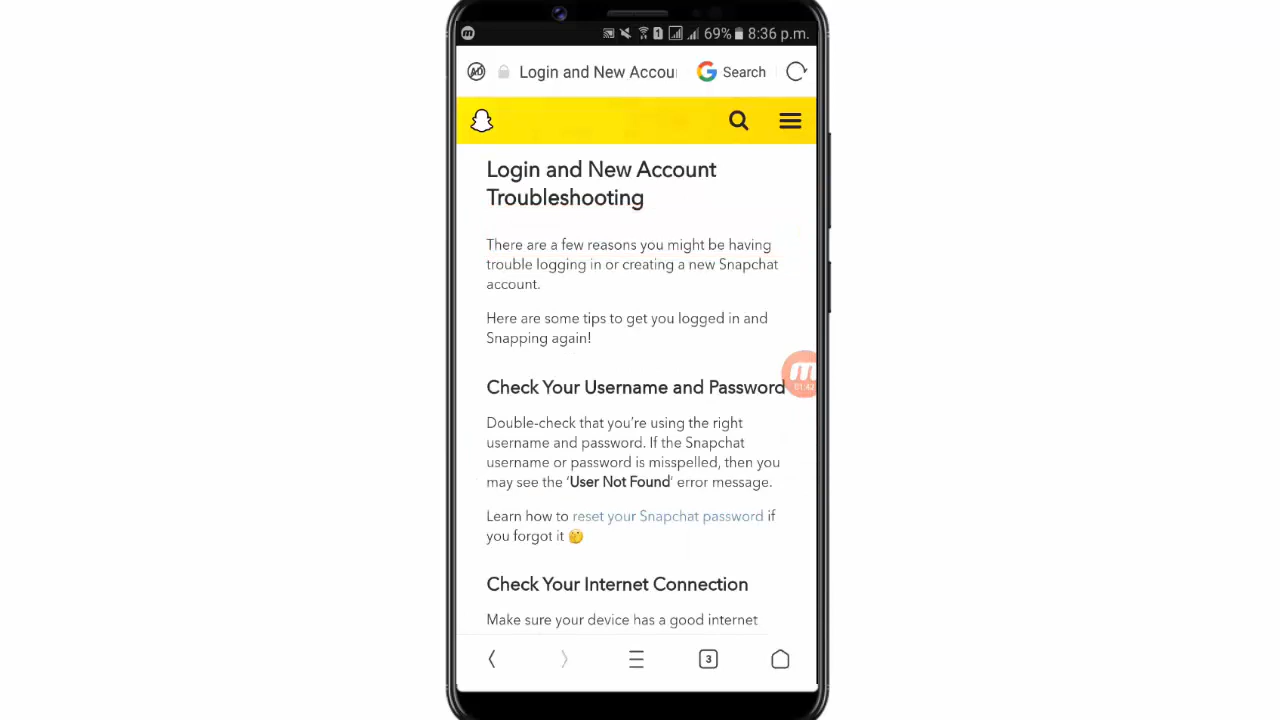 69% 8:36 p.m.
Login and New Accou Search
Login and New Account
Troubleshooting
There are a few reasons you might be having
trouble logging in or creating a new Snapchat
account.
Here are some tips to get you logged in and
Snapping again!
Check Your Username and Password
Double-check that you’re using the right
username and password. If the Snapchat
username or password is misspelled, then you
may see the ‘User Not Found’ error message.
Learn how to reset your Snapchat password if
you forgot it 🤔
Check Your Internet Connection
Make sure your device has a good internet
3